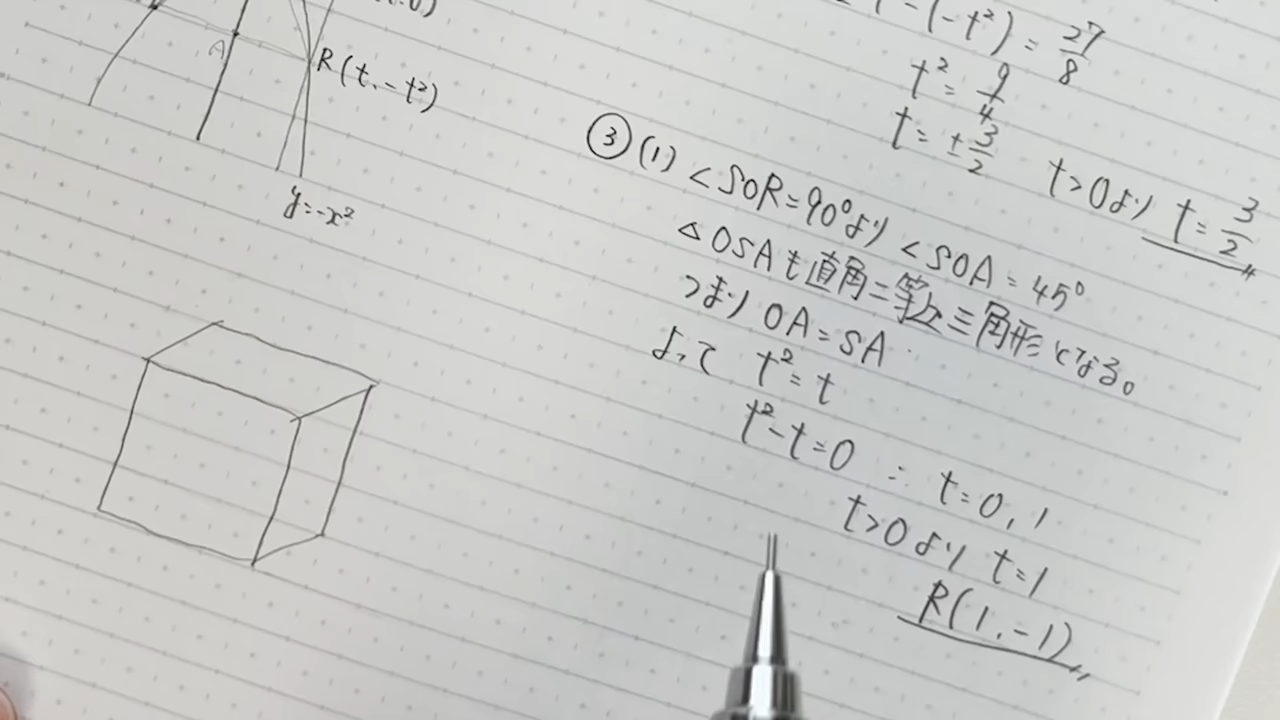 A
R(t, -t²)
y=-x²
-(-t²) = 27/8
t² = 9/4
t = ±3/2
t>0より t = 3/2
③(1) <SOR=90°より <SOA=45°
△OSAも直角二等辺三角形となる。
つまり OA=SA
よって t²=t
t²-t=0 ∴ t=0,1
t>0より t=1
R(1,-1)